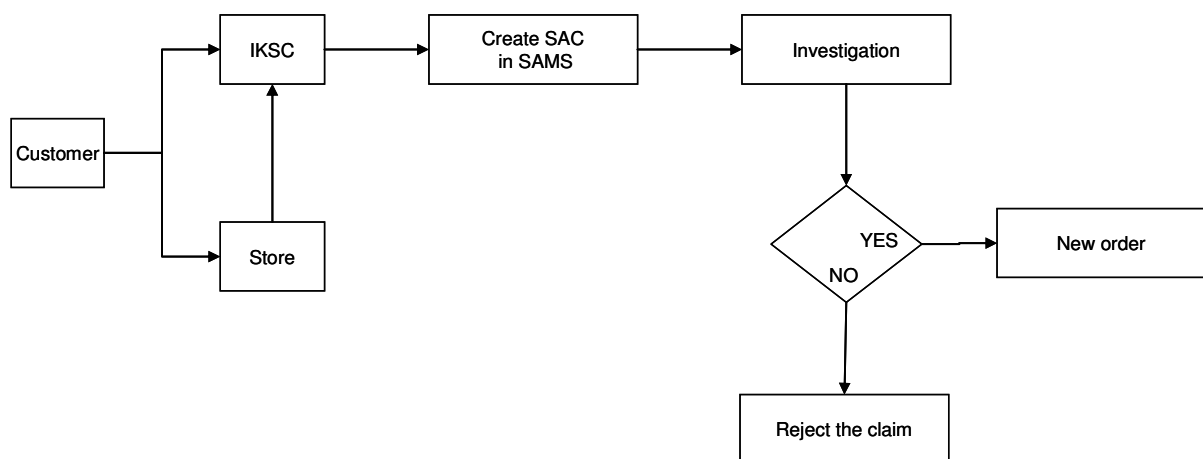 IKSC
Create SAC
in SAMS
Investigation
Customer
Store
YES
NO
New order
Reject the claim